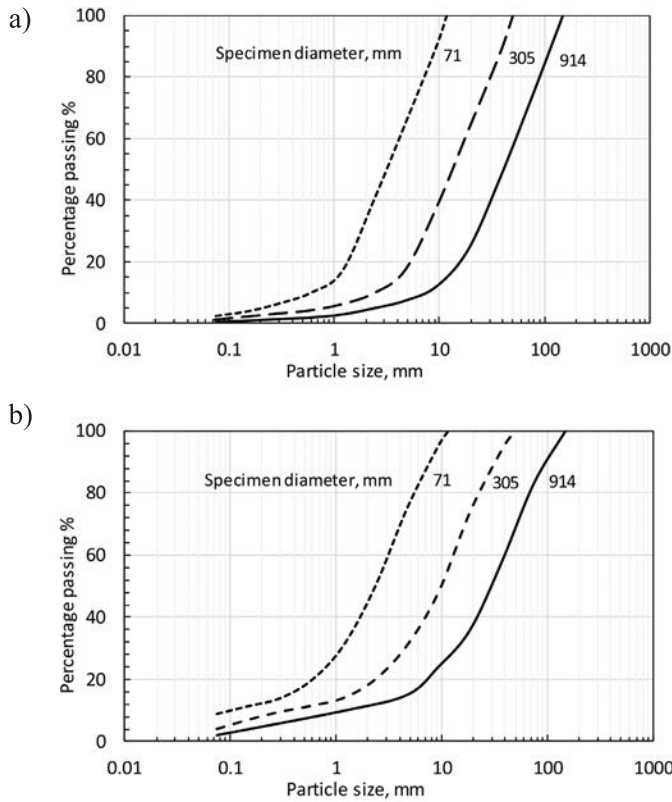 a)
100
80
60
40
20
0
Percentage passing %
Specimen diameter, mm 71 305 914
0.01 0.1 1 10 100 1000
Particle size, mm
b)
100
80
60
40
20
0
Percentage passing %
Specimen diameter, mm 71 305 914
0.01 0.1 1 10 100 1000
Particle size, mm